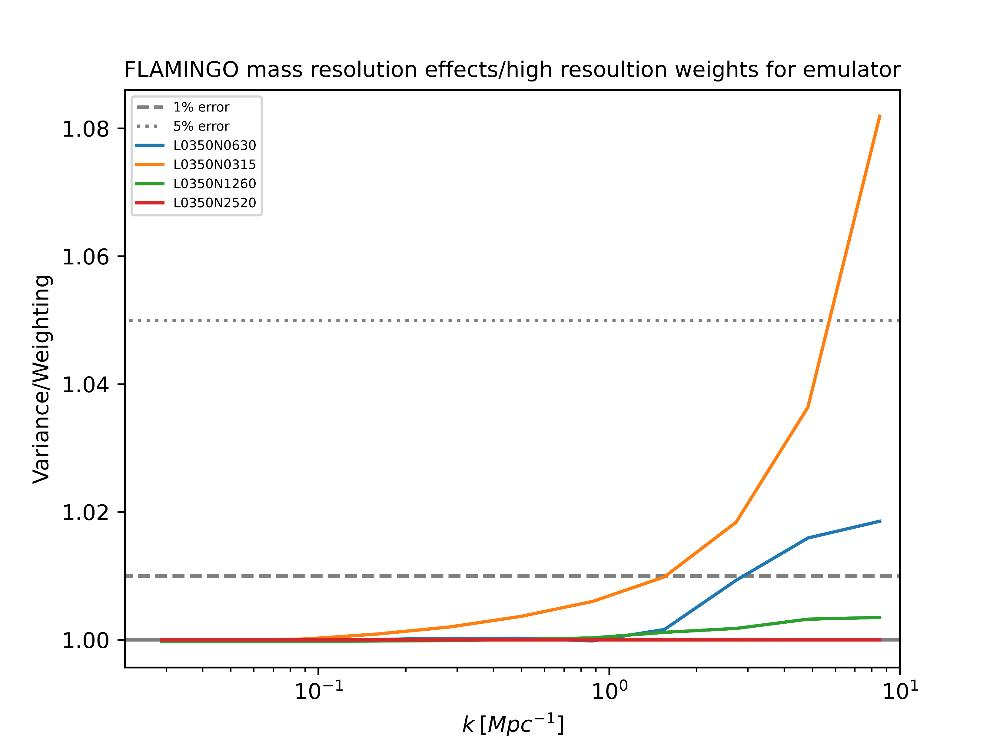 FLAMINGO mass resolution effects/high resoultion weights for emulator
1% error
5% error
L0350N0630
L0350N0315
L0350N1260
L0350N2520
Variance/Weighting
1.08
1.06
1.04
1.02
1.00
10⁻¹
10⁰
10¹
k [Mpc⁻¹]